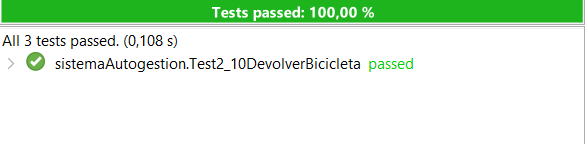 Tests passed: 100,00 %
All 3 tests passed. (0,108 s)
sistemaAutogestion.Test2_10DevolverBicicleta passed